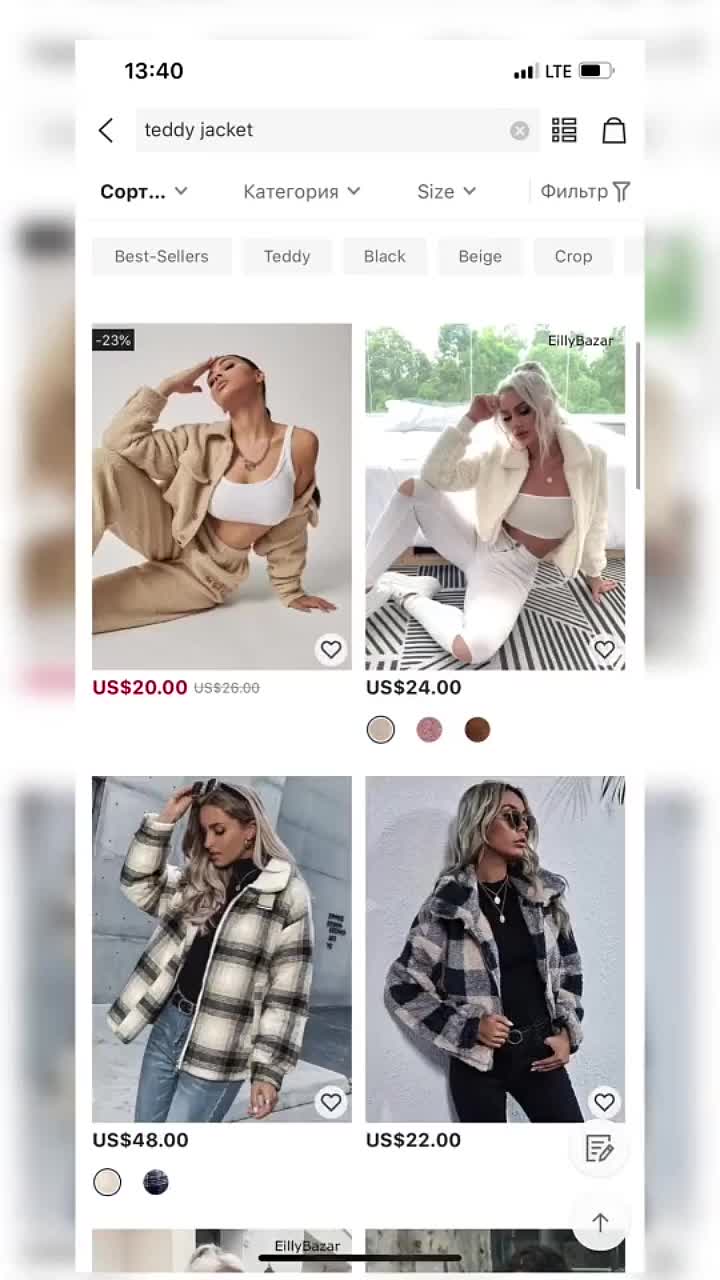 13:40
LTE
teddy jacket
Сорт...
Категория
Size
Фильтр
Best-Sellers
Teddy
Black
Beige
Crop
-23%
EillyBazar
US$20.00 US$26.00
US$24.00
US$48.00
US$22.00
EillyBazar